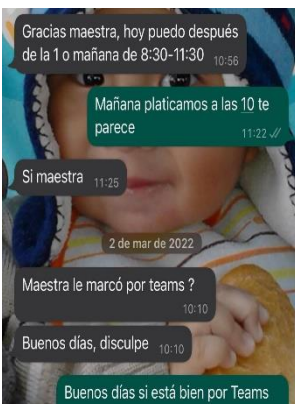 Gracias maestra, hoy puedo después
de la 1 o mañana de 8:30-11:30 10:56
Mañana platicamos a las 10 te
parece 11:22
Si maestra 11:25
2 de mar de 2022
Maestra le marcó por teams ?
10:10
Buenos días, disculpe 10:10
Buenos días si está bien por Teams